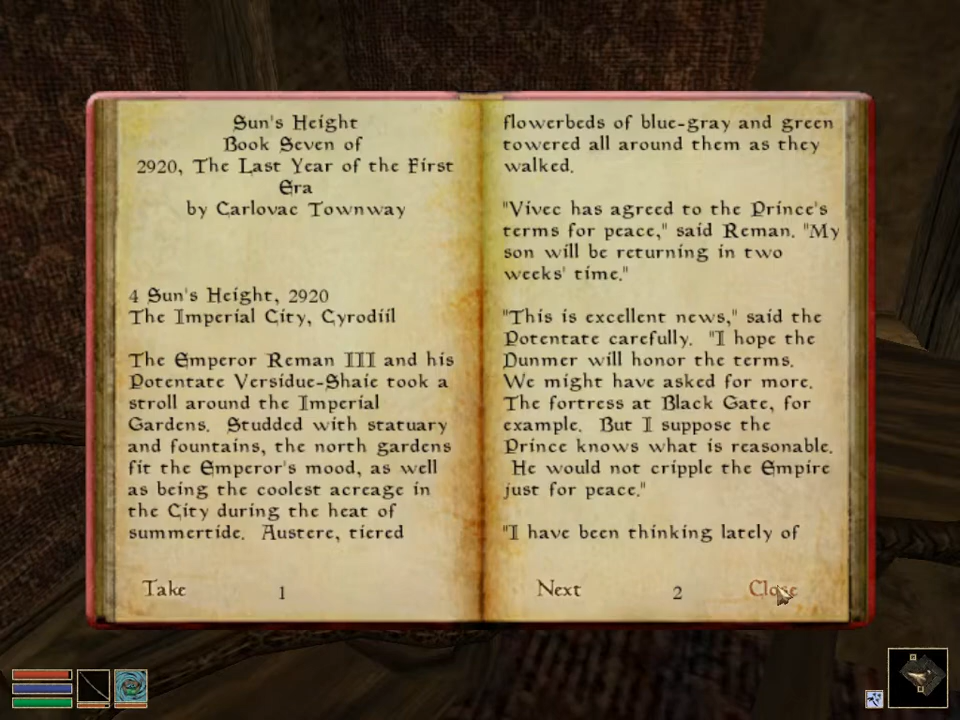 Sun's Height
Book Seven of
2920, The Last Year of the First
Era
by Carlovac Townway
4 Sun's Height, 2920
The Imperial City, Cyrodiil
The Emperor Reman III and his
Potentate Versidue-Shaie took a
stroll around the Imperial
Gardens.  Studded with statuary
and fountains, the north gardens
fit the Emperor's mood, as well
as being the coolest acreage in
the City during the heat of
summertide.  Austere, tiered
flowerbeds of blue-gray and green
towered all around them as they
walked.
"Vivec has agreed to the Prince's
terms for peace," said Reman. "My
son will be returning in two
weeks' time."
"This is excellent news," said the
Potentate carefully.  "I hope the
Dunmer will honor the terms.
We might have asked for more.
The fortress at Black Gate, for
example.  But I suppose the
Prince knows what is reasonable.
He would not cripple the Empire
just for peace."
"I have been thinking lately of
Take
1
Next
2
Close